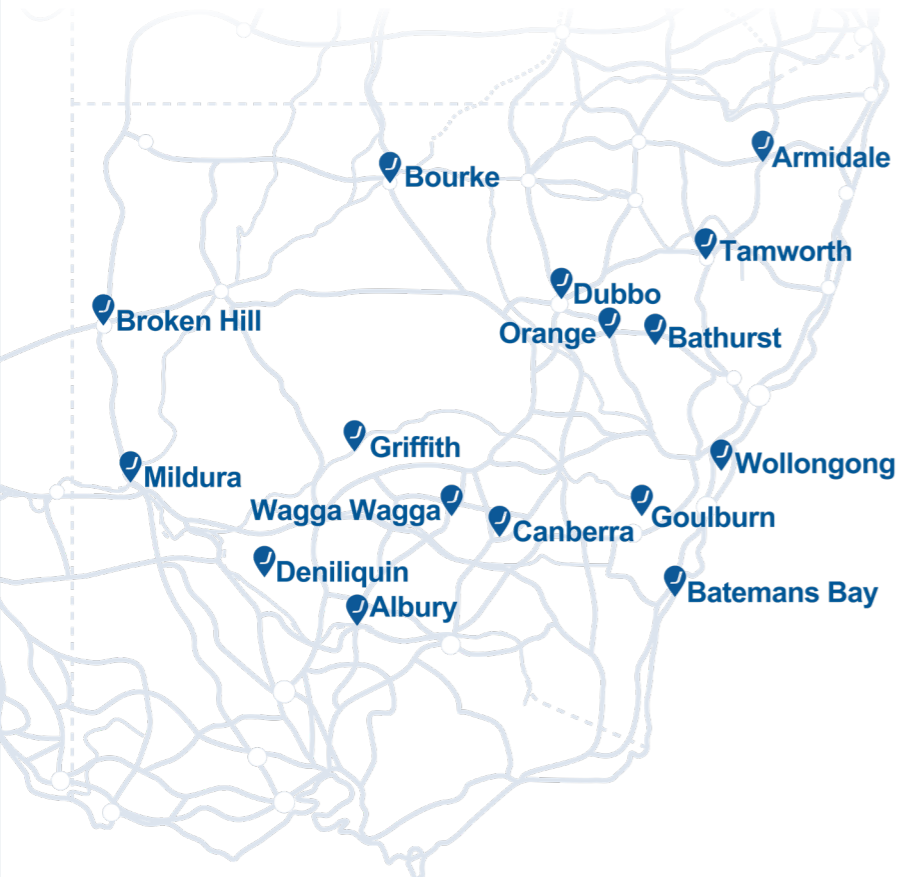 Armidale
Bourke
Tamworth
Dubbo
Broken Hill
Orange
Bathurst
Griffith
Wollongong
Mildura
Wagga Wagga
Goulburn
Canberra
Deniliquin
Batemans Bay
Albury